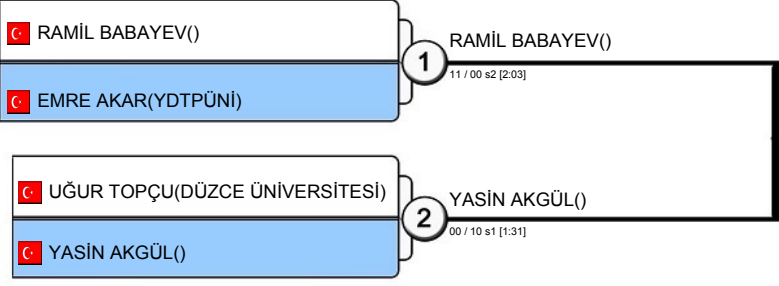 RAMİL BABAYEV()
EMRE AKAR(YDTPÜNİ)
1
RAMİL BABAYEV()
11 / 00 s2 [2:03]
UĞUR TOPÇU(DÜZCE ÜNİVERSİTESİ)
YASİN AKGÜL()
2
YASİN AKGÜL()
00 / 10 s1 [1:31]